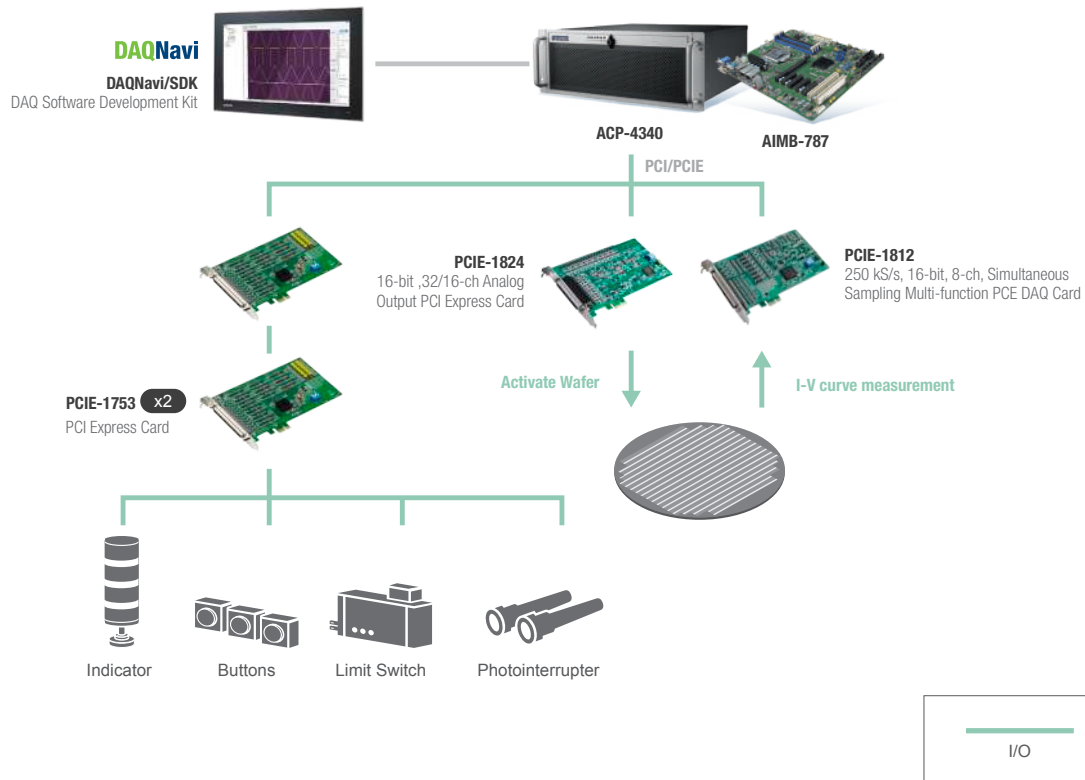 DAQNavi
DAQNavi/SDK
DAQ Software Development Kit
ACP-4340
AIMB-787
PCI/PCIE
PCIE-1824
16-bit ,32/16-ch Analog
Output PCI Express Card
PCIE-1812
250 kS/s, 16-bit, 8-ch, Simultaneous
Sampling Multi-function PCE DAQ Card
PCIE-1753 x2
PCI Express Card
Activate Wafer
I-V curve measurement
Indicator
Buttons
Limit Switch
Photointerrupter
I/O